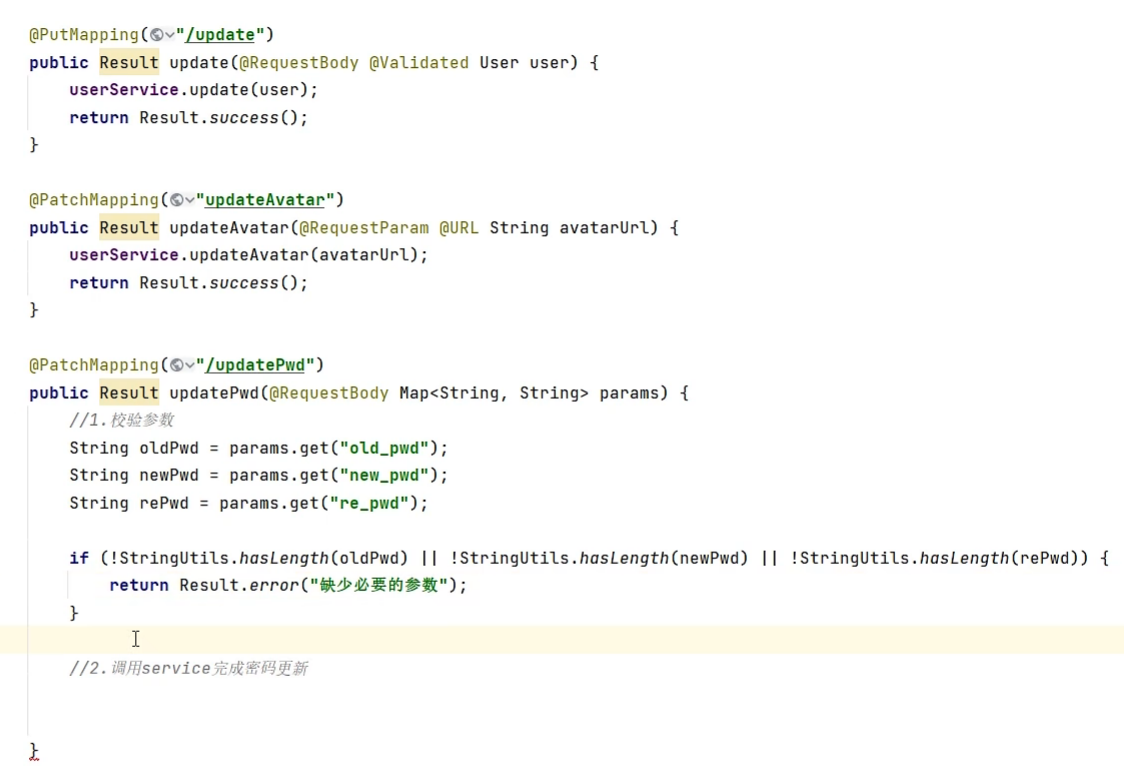 @PutMapping("/update")
public Result update(@RequestBody @Validated User user) {
userService.update(user);
return Result.success();
}
@PatchMapping("updateAvatar")
public Result updateAvatar(@RequestParam @URL String avatarUrl) {
userService.updateAvatar(avatarUrl);
return Result.success();
}
@PatchMapping("/updatePwd")
public Result updatePwd(@RequestBody Map<String, String> params) {
//1.校验参数
String oldPwd = params.get("old_pwd");
String newPwd = params.get("new_pwd");
String rePwd = params.get("re_pwd");
if (!StringUtils.hasLength(oldPwd) || !StringUtils.hasLength(newPwd) || !StringUtils.hasLength(rePwd)) {
return Result.error("缺少必要的参数");
}
//2.调用service完成密码更新
}